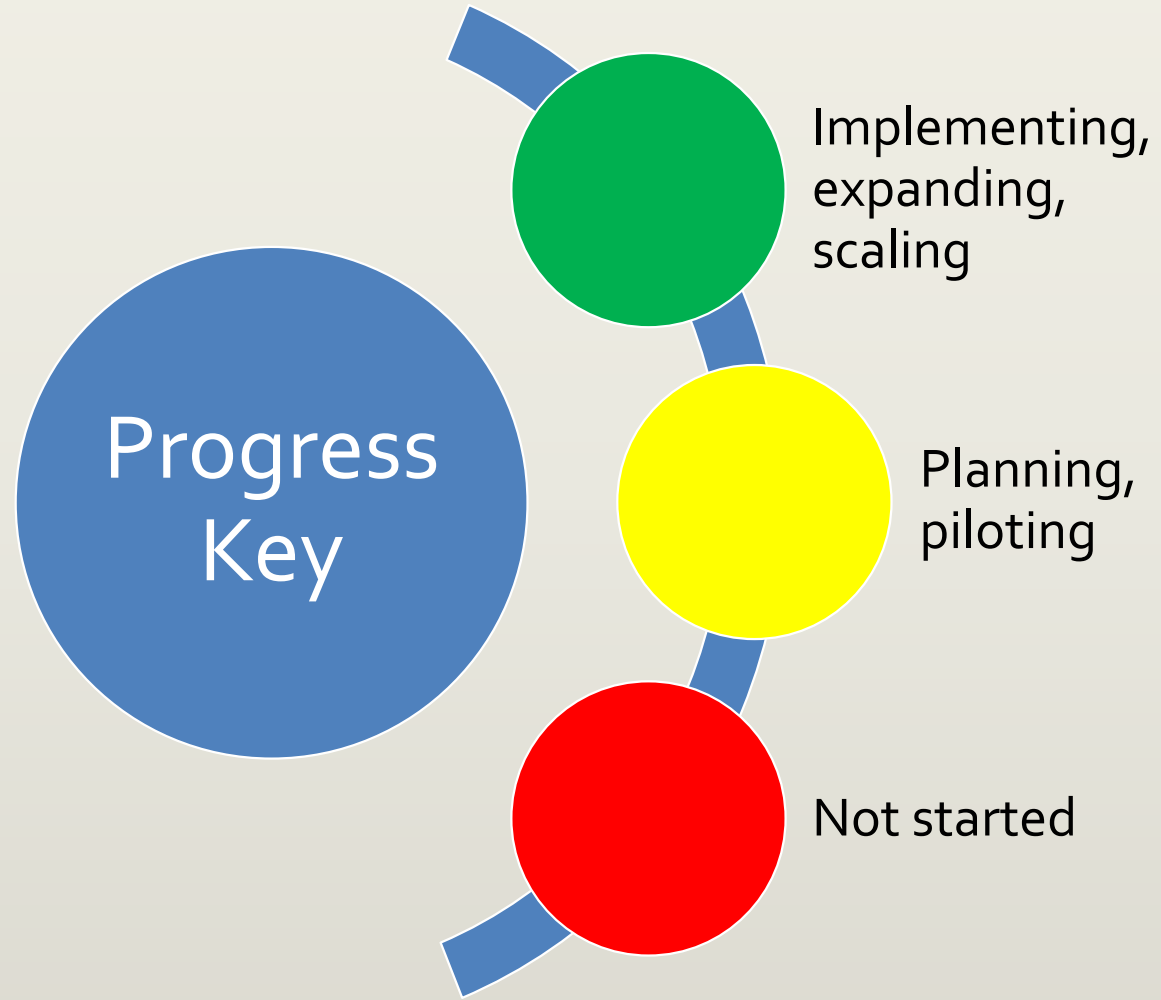 Progress
Key
Implementing,
expanding,
scaling
Planning,
piloting
Not started